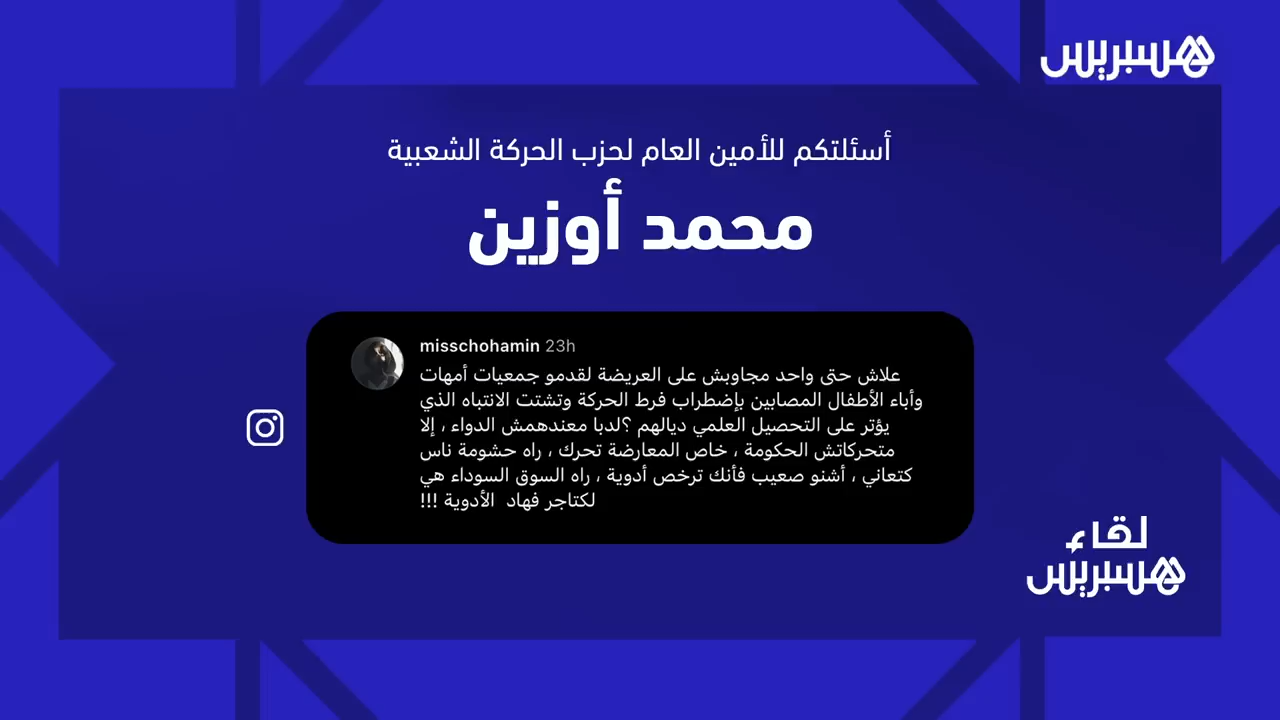 هسبريس
أسئلتكم للأمين العام لحزب الحركة الشعبية
محمد أوزين
misschohamin 23h
علاش حتى واحد مجاوبش على العريضة لقدمو جمعيات أمهات
وأباء الأطفال المصابين بإضطراب فرط الحركة وتشتت الانتباه الذي
يؤتر على التحصيل العلمي ديالهم ؟لدبا معندهمش الدواء ، إلا
متحركاتش الحكومة ، خاص المعارضة تحرك ، راه حشومة ناس
كتعاني ، أشنو صعيب فأنك ترخص أدوية ، راه السوق السوداء هي
لكتاجر فهاد الأدوية !!!
لقاء
هسبريس